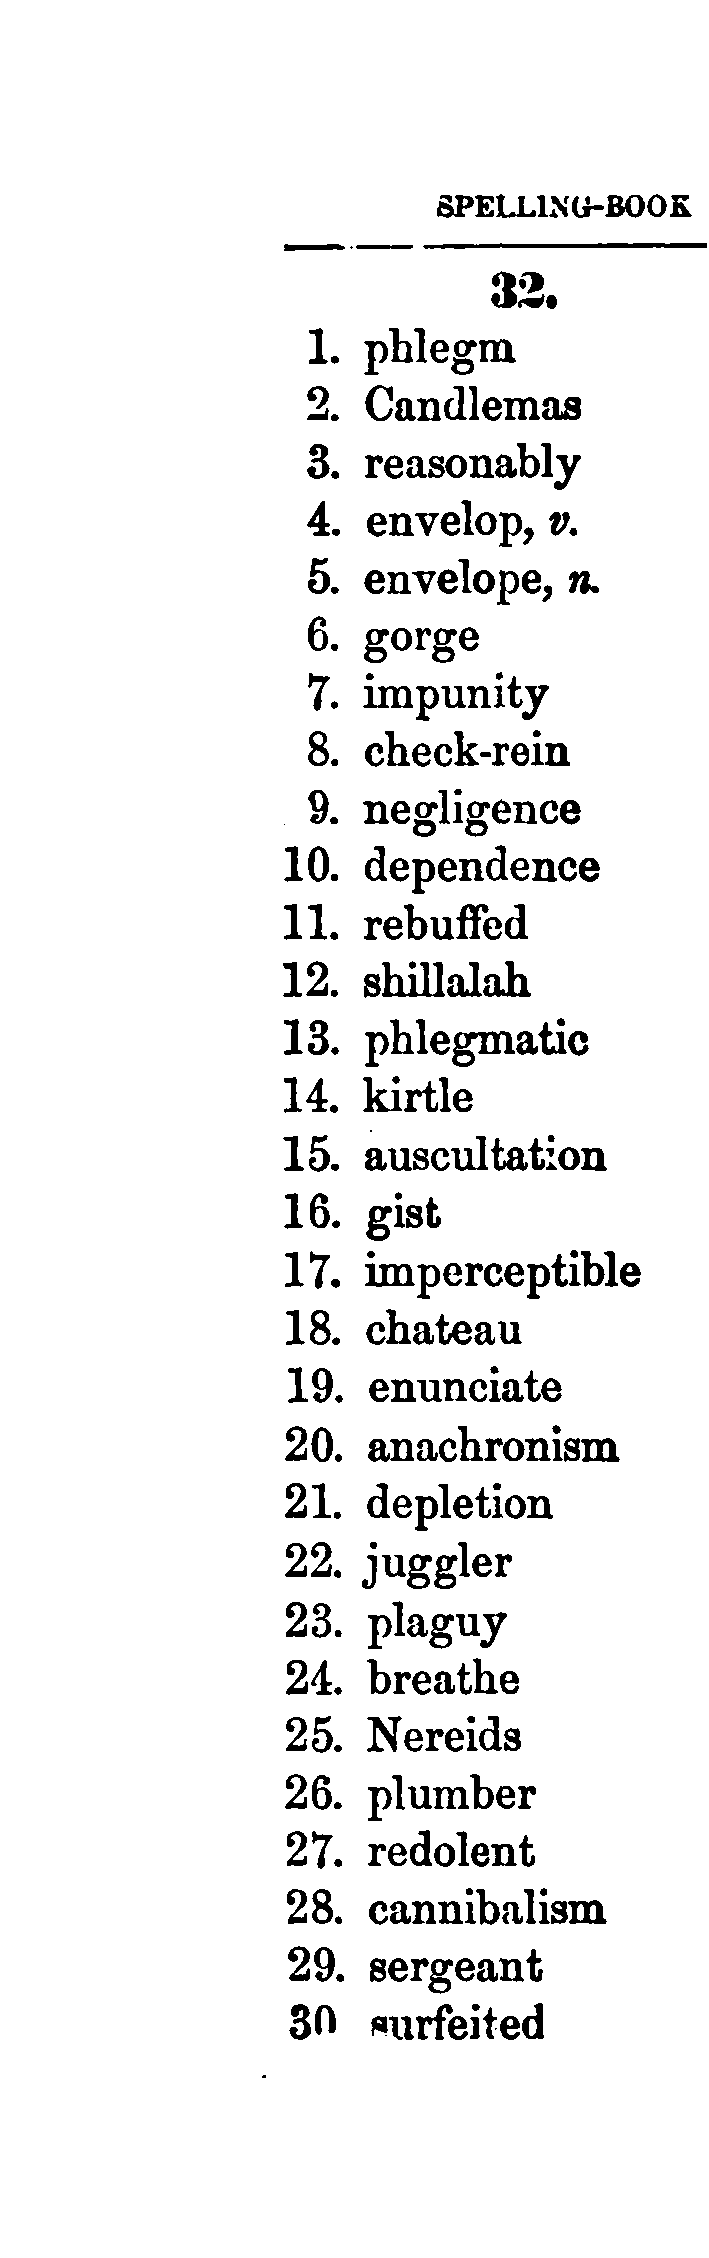 SPELLING-BOOK
32.
1. phlegm
2. Candlemas
3. reasonably
4. envelop, v.
5. envelope, n.
6. gorge
7. impunity
8. check-rein
9. negligence
10. dependence
11. rebuffed
12. shillalah
13. phlegmatic
14. kirtle
15. auscultation
16. gist
17. imperceptible
18. chateau
19. enunciate
20. anachronism
21. depletion
22. juggler
23. plaguy
24. breathe
25. Nereids
26. plumber
27. redolent
28. cannibalism
29. sergeant
30 surfeited